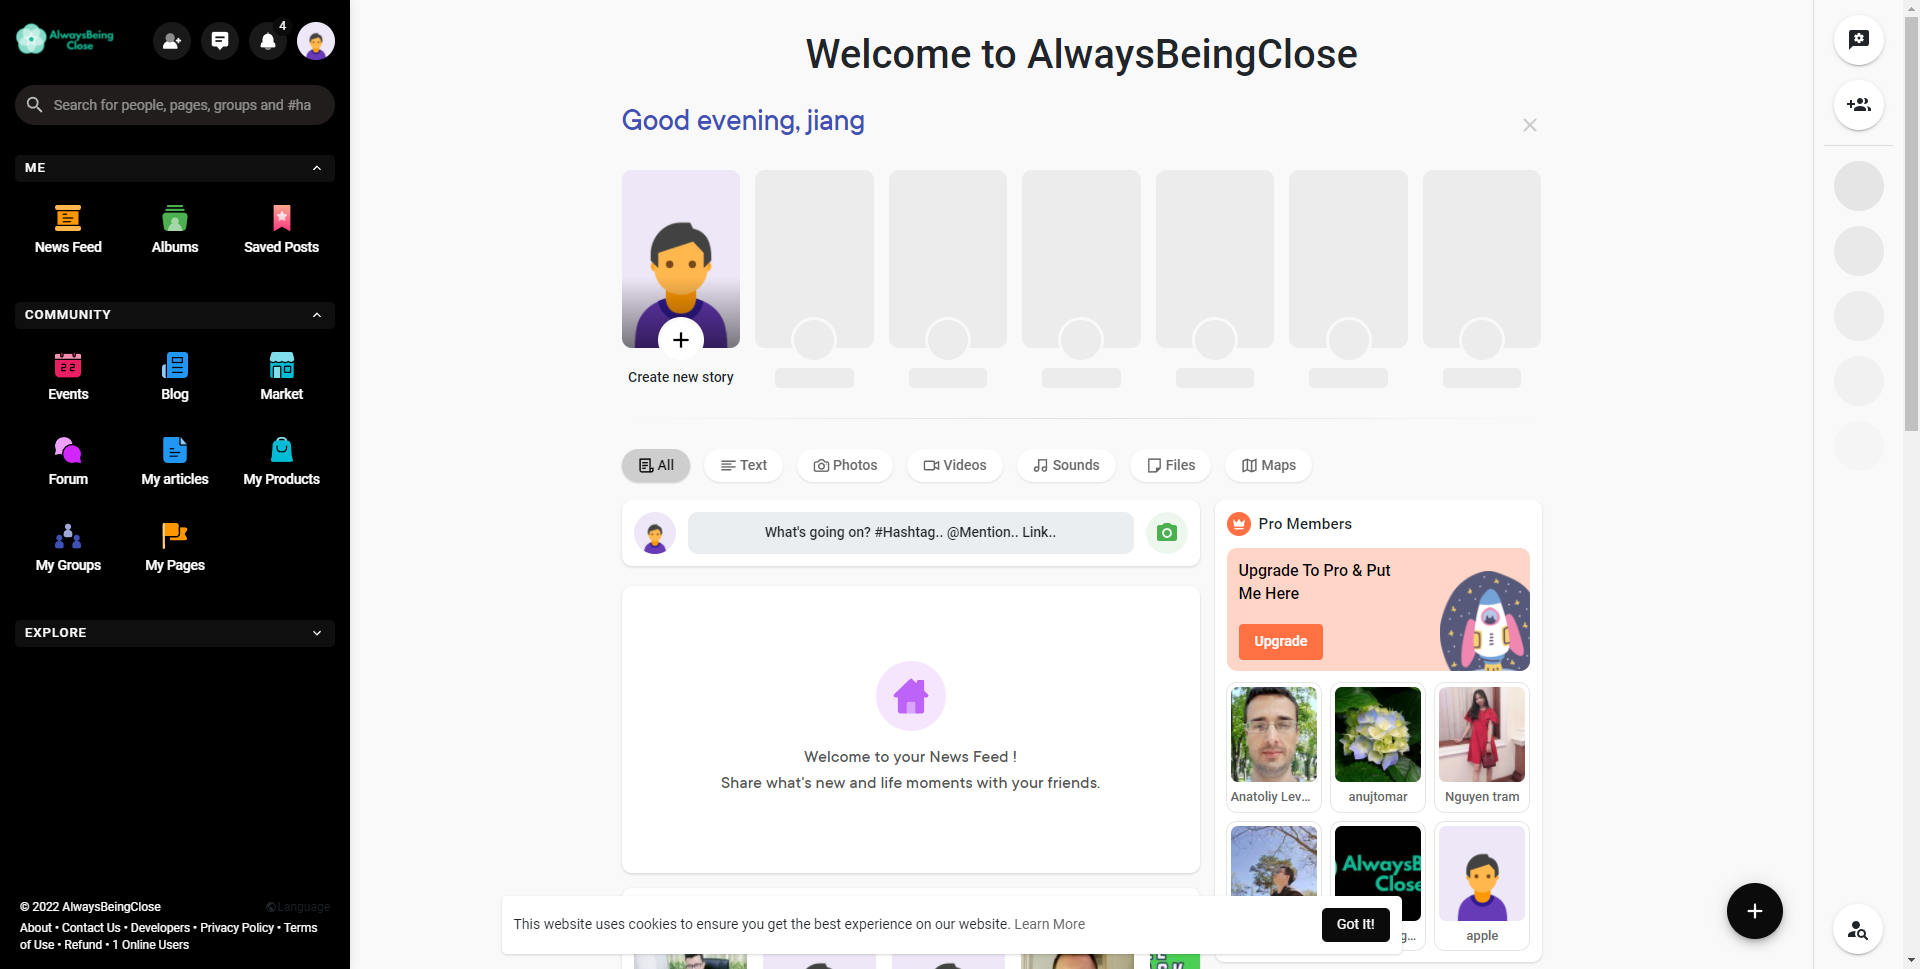 AlwaysBeing
Close
4
Search for people, pages, groups and #ha
ME
News Feed
Albums
Saved Posts
COMMUNITY
Events
Blog
Market
Forum
My articles
My Products
My Groups
My Pages
EXPLORE
© 2022 AlwaysBeingClose
Language
About • Contact Us • Developers • Privacy Policy • Terms
of Use • Refund • 1 Online Users
Welcome to AlwaysBeingClose
Good evening, jiang
Create new story
All
Text
Photos
Videos
Sounds
Files
Maps
What's going on? #Hashtag.. @Mention.. Link..
Welcome to your News Feed !
Share what's new and life moments with your friends.
Pro Members
Upgrade To Pro & Put
Me Here
Upgrade
Anatoliy Lev...
anujtomar
Nguyen tram
AlwaysB
Close
apple
This website uses cookies to ensure you get the best experience on our website. Learn More
Got It!